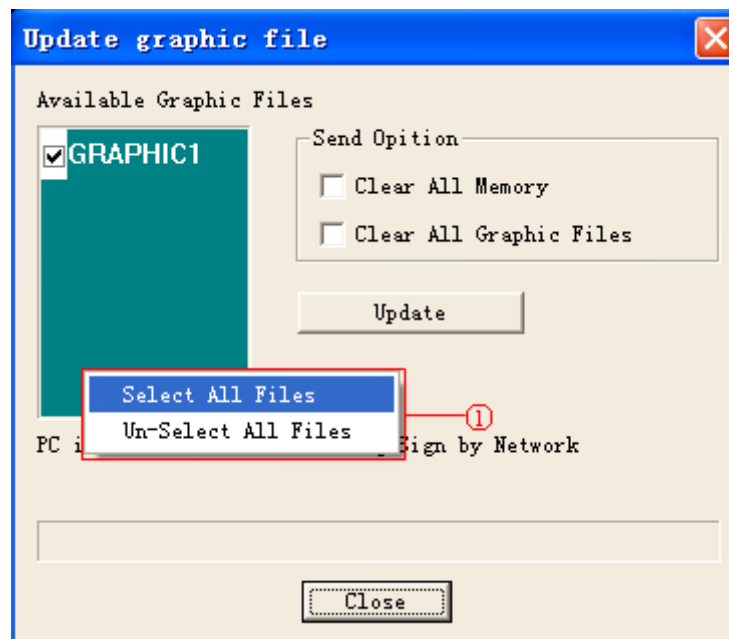 Update graphic file
Available Graphic Files
GRAPHIC1
Send Opition
Clear All Memory
Clear All Graphic Files
Update
Select All Files
Un-Select All Files
①
PC Sign by Network
Close